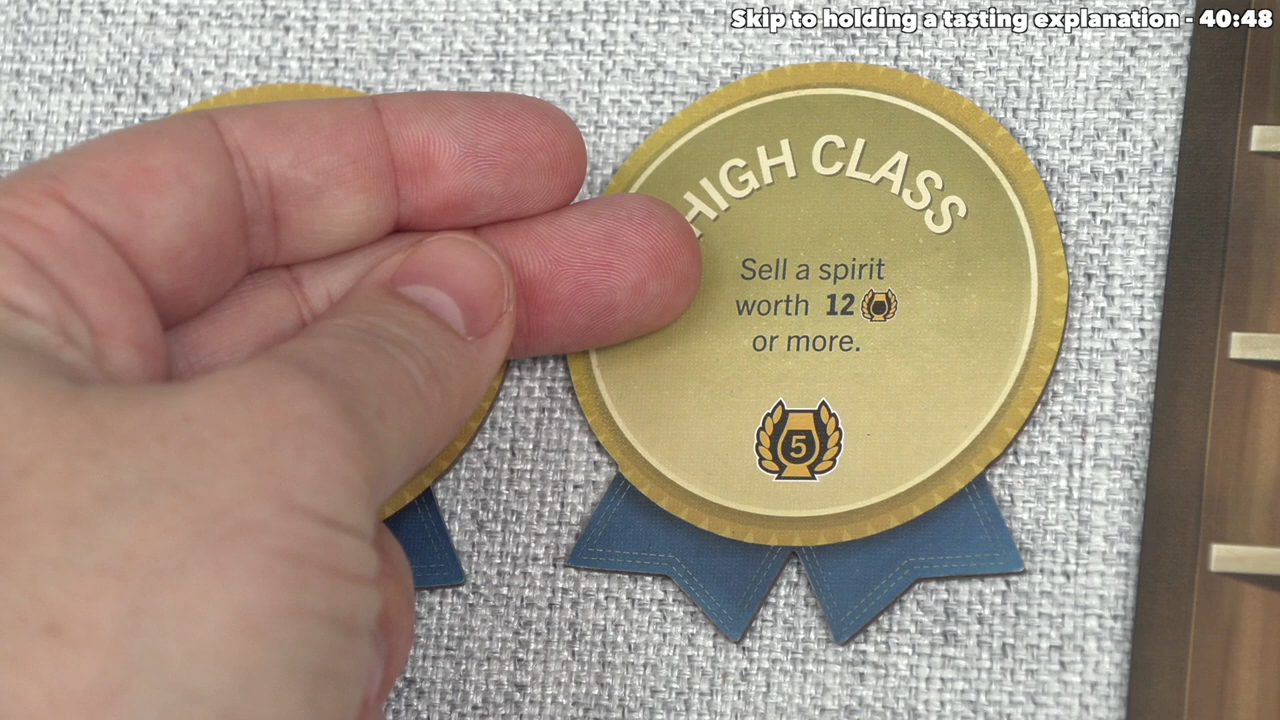 Skip to holding a tasting explanation - 40:48
HIGH CLASS
Sell a spirit
worth 12
or more.
5